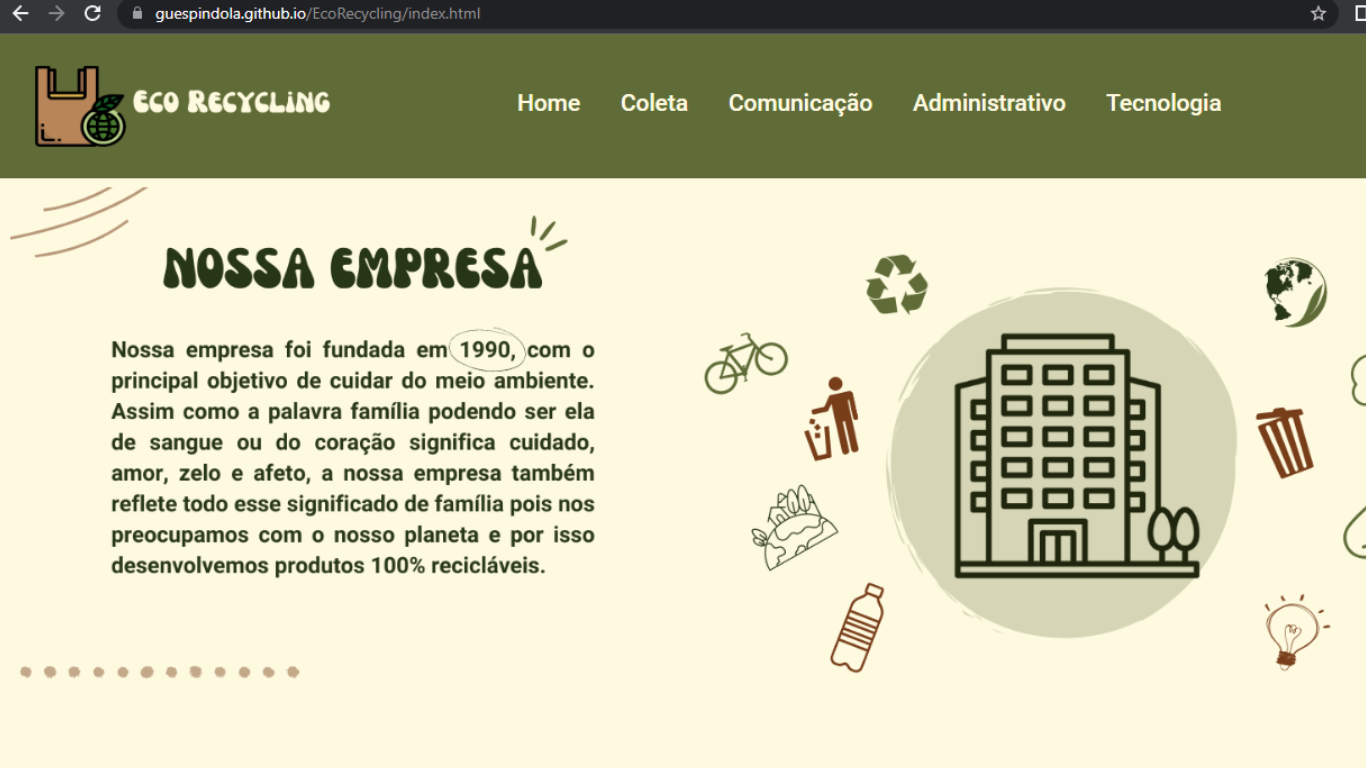 guespindola.github.io/EcoRecycling/index.html
Eco Recycling
Home Coleta Comunicação Administrativo Tecnologia
NOSSA EMPRESA
Nossa empresa foi fundada em 1990, com o
principal objetivo de cuidar do meio ambiente.
Assim como a palavra família podendo ser ela
de sangue ou do coração significa cuidado,
amor, zelo e afeto, a nossa empresa também
reflete todo esse significado de família pois nos
preocupamos com o nosso planeta e por isso
desenvolvemos produtos 100% recicláveis.